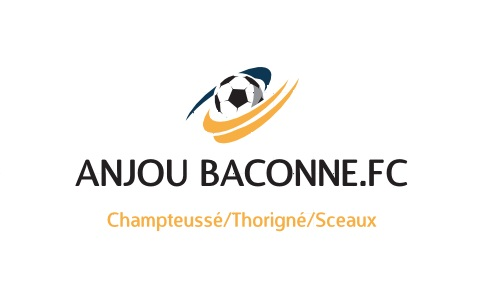 ANJOU BACONNE.FC
Champteussé/Thorigné/Sceaux